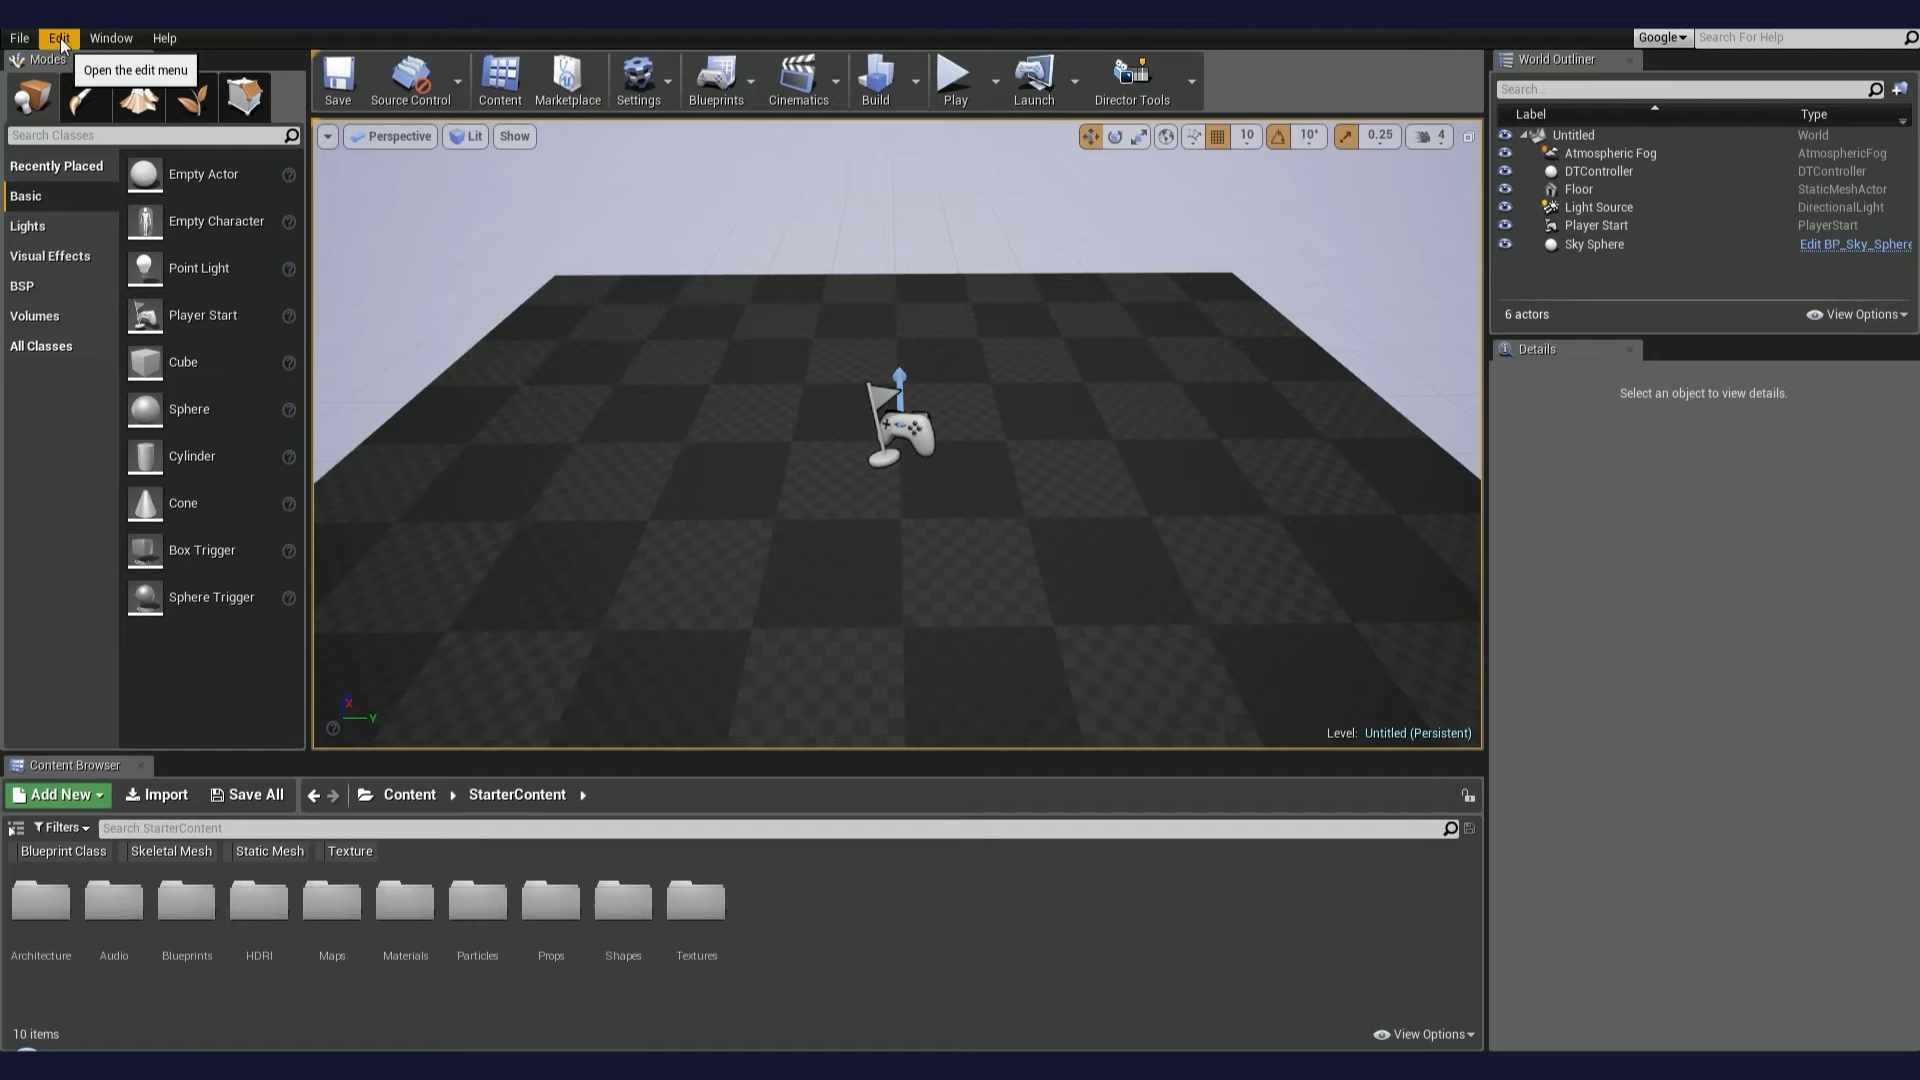 File Edit Window Help
Google Search For Help
Modes
Open the edit menu
Search Classes
Recently Placed
Basic
Lights
Visual Effects
BSP
Volumes
All Classes
Empty Actor
Empty Character
Point Light
Player Start
Cube
Sphere
Cylinder
Cone
Box Trigger
Sphere Trigger
Save Source Control Content Marketplace Settings Blueprints Cinematics Build Play Launch Director Tools
Perspective Lit Show
10 10° 0.25 4
X
Y
Level: Untitled (Persistent)
World Outliner
Search...
Label Type
Untitled World
Atmospheric Fog AtmosphericFog
DTController DTController
Floor StaticMeshActor
Light Source DirectionalLight
Player Start PlayerStart
Sky Sphere Edit BP_Sky_Sphere
6 actors View Options
Details
Select an object to view details.
Content Browser
Add New Import Save All Content StarterContent
Filters Search StarterContent
Blueprint Class Skeletal Mesh Static Mesh Texture
Architecture Audio Blueprints HDRI Maps Materials Particles Props Shapes Textures
10 items View Options